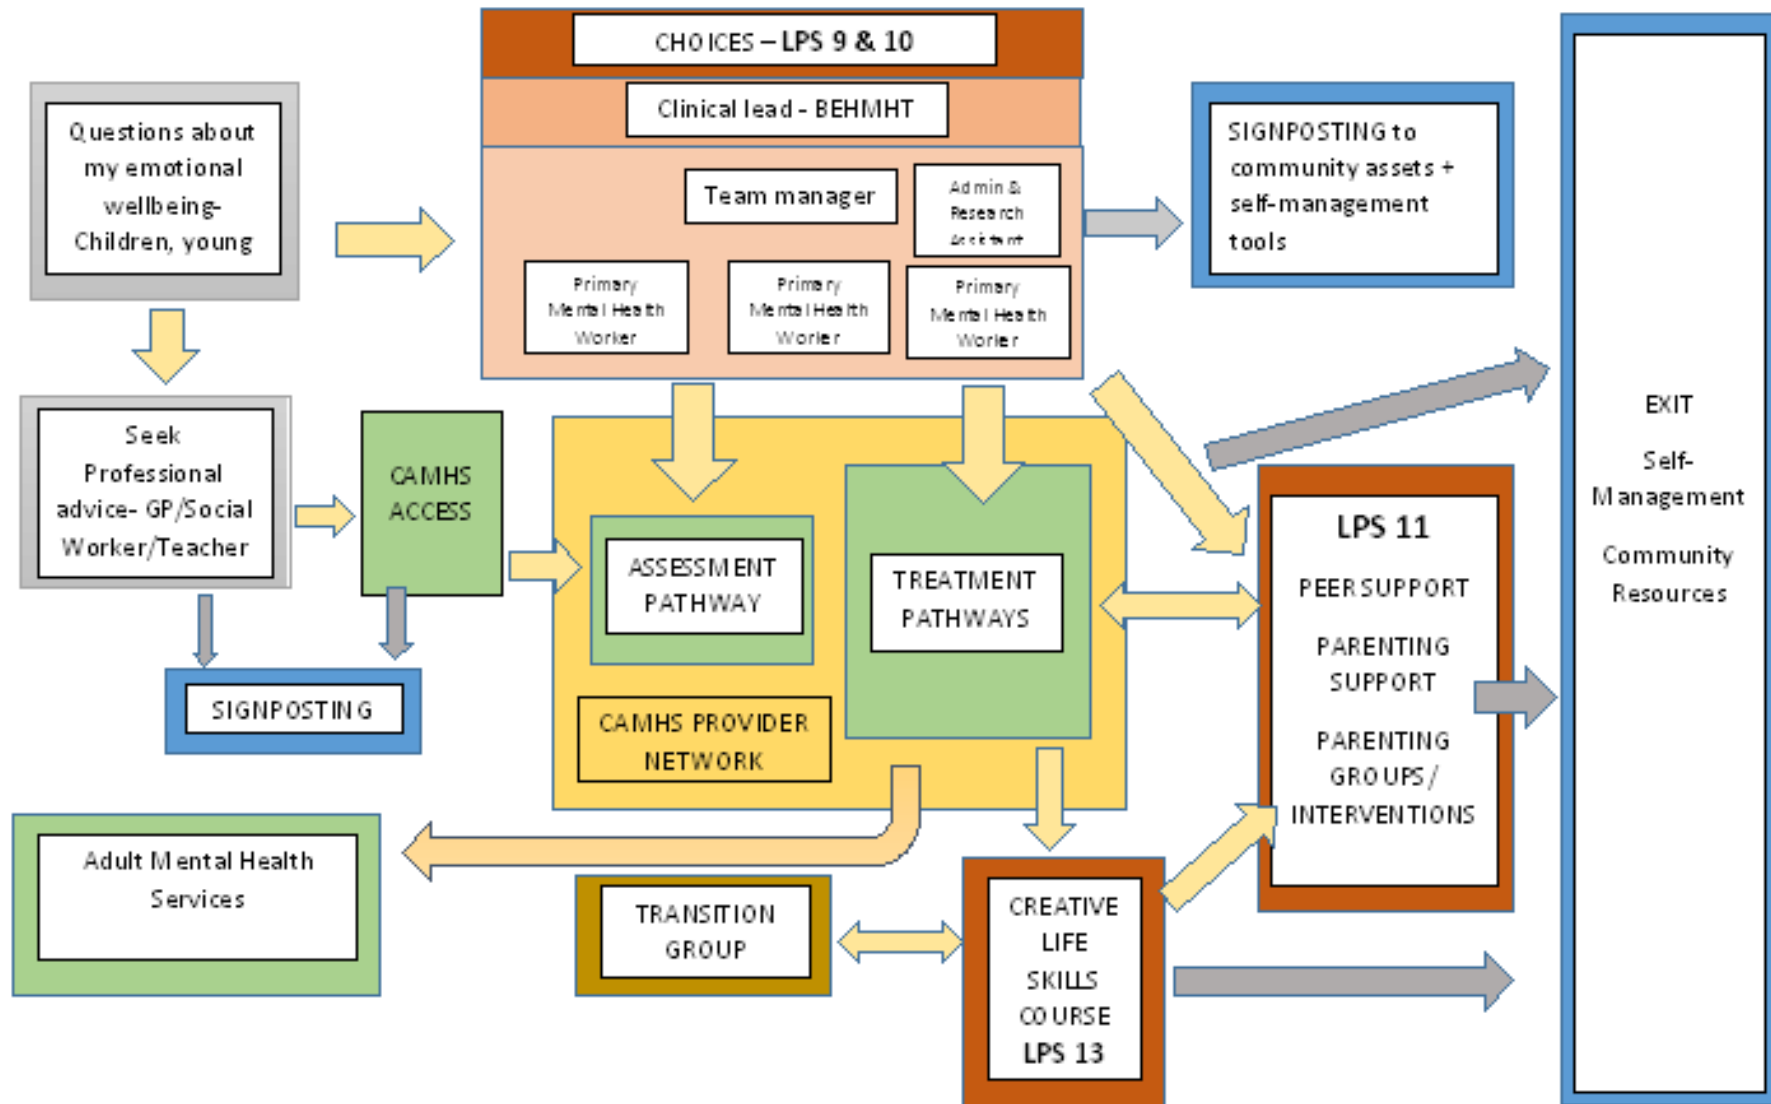 CHOICES – LPS 9 & 10
Clinical lead - BEHMHT
Team manager
Admin &
Research
Assistant
Primary
Mental Health
Worker
Primary
Mental Health
Worker
Primary
Mental Health
Worker
Questions about
my emotional
wellbeing-
Children, young
SIGNPOSTING to
community assets +
self-management
tools
Seek
Professional
advice- GP/Social
Worker/Teacher
CAMHS
ACCESS
SIGNPOSTING
ASSESSMENT
PATHWAY
TREATMENT
PATHWAYS
CAMHS PROVIDER
NETWORK
LPS 11
PEER SUPPORT
PARENTING
SUPPORT
PARENTING
GROUPS/
INTERVENTIONS
EXIT
Self-
Management
Community
Resources
Adult Mental Health
Services
TRANSITION
GROUP
CREATIVE
LIFE
SKILLS
COURSE
LPS 13